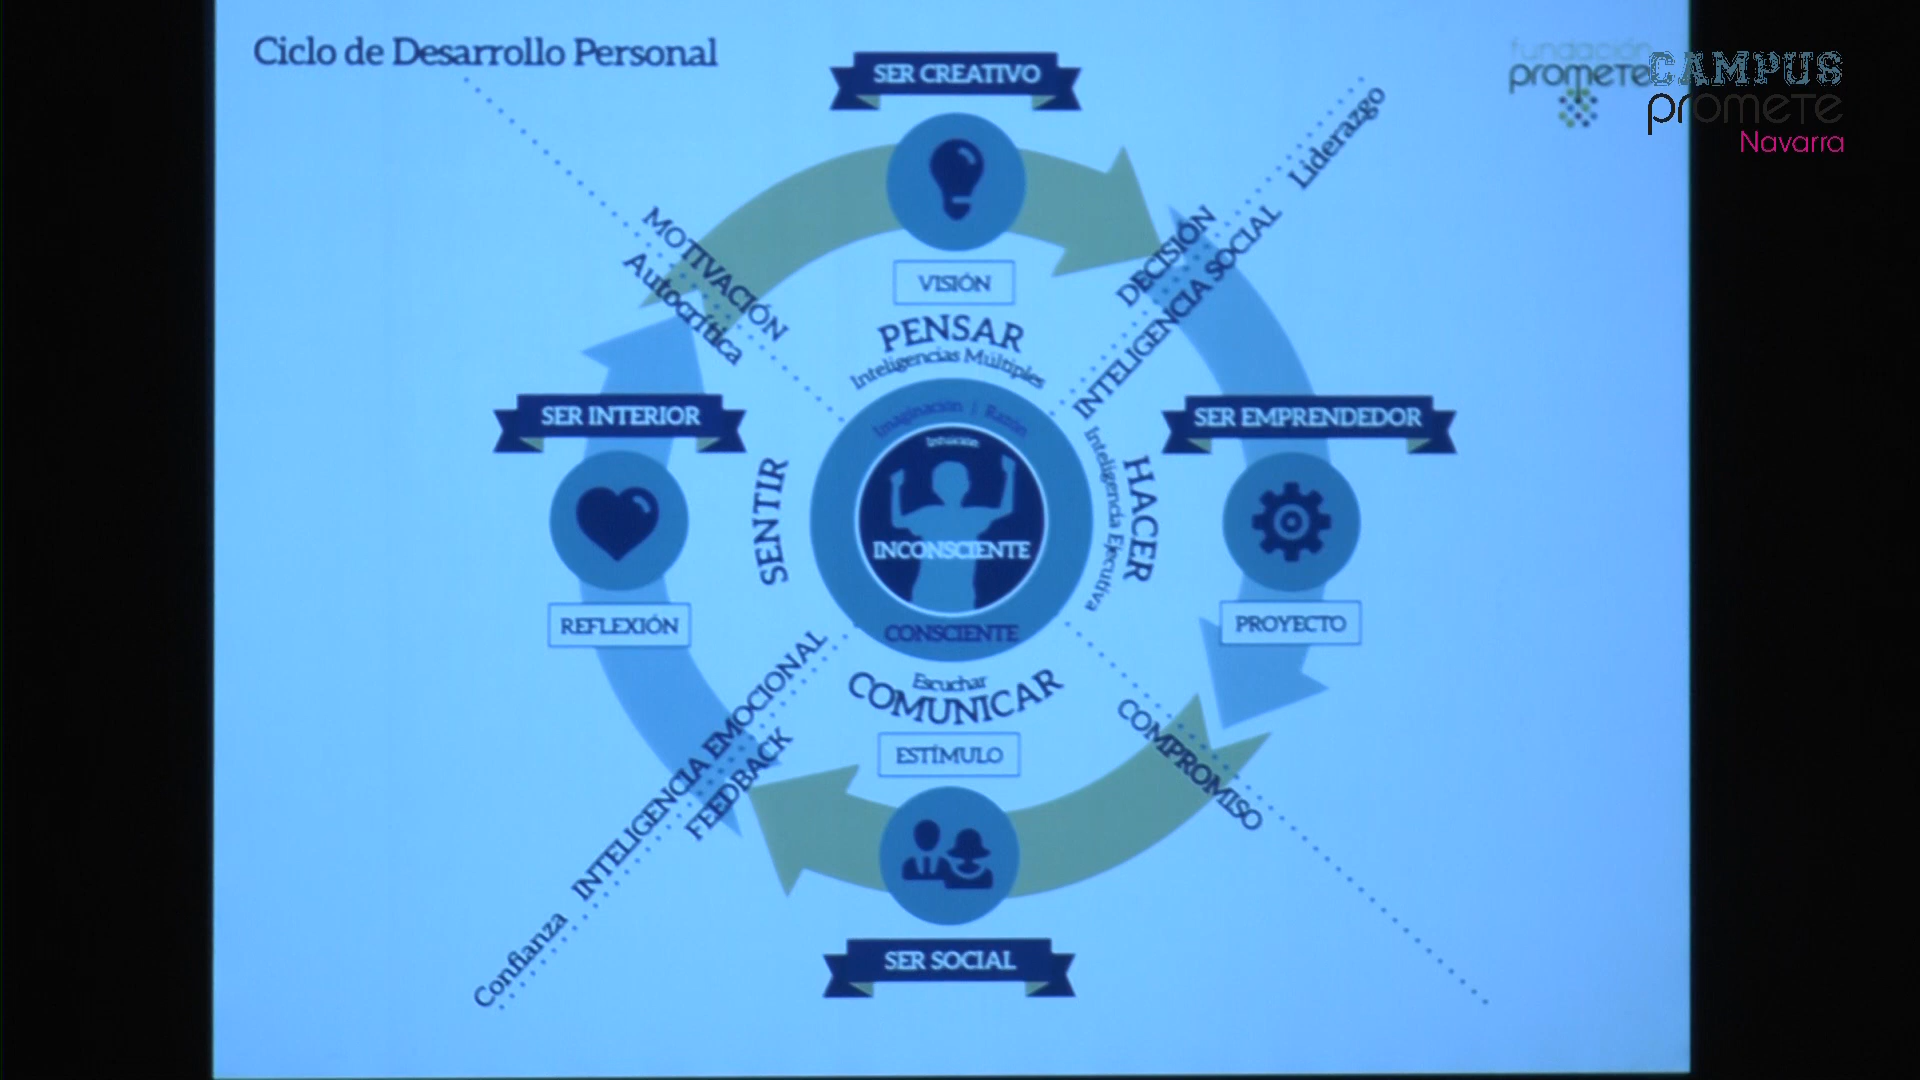 Ciclo de Desarrollo Personal
SER CREATIVO
fundación
promete
CAMPUS
promete
Navarra
Liderazgo
MOTIVACIÓN
Autocrítica
DECISIÓN
INTELIGENCIA SOCIAL
VISIÓN
PENSAR
Inteligencias Múltiples
Imaginación | Razón
Intuición
SER INTERIOR
SER EMPRENDEDOR
SENTIR
INCONSCIENTE
CONSCIENTE
HACER
Inteligencia Ejecutiva
REFLEXIÓN
PROYECTO
Escuchar
COMUNICAR
ESTÍMULO
INTELIGENCIA EMOCIONAL
FEEDBACK
Confianza
COMPROMISO
SER SOCIAL